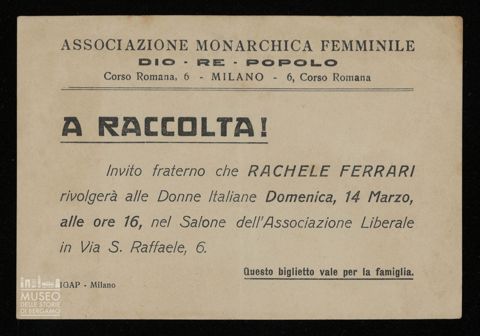 ASSOCIAZIONE MONARCHICA FEMMINILE
DIO - RE - POPOLO
Corso Romana, 6 - MILANO - 6, Corso Romana
A RACCOLTA!
Invito fraterno che RACHELE FERRARI
rivolgerà alle Donne Italiane Domenica, 14 Marzo,
alle ore 16, nel Salone dell'Associazione Liberale
in Via S. Raffaele, 6.
Questo biglietto vale per la famiglia.
IGAP - Milano
MUSEO
DELLE STORIE
DI BERGAMO